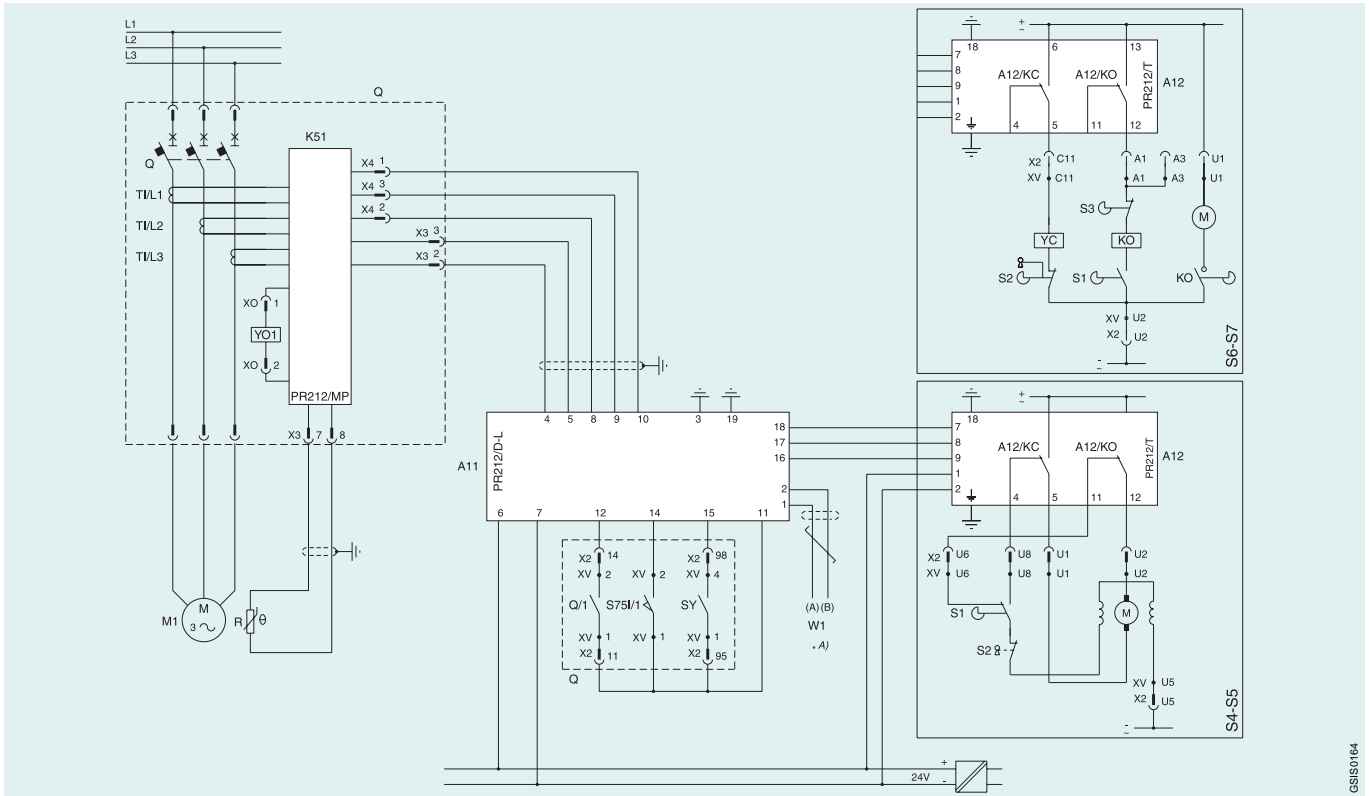 L1
L2
L3
Q
K51
Q
TI/L1
TI/L2
TI/L3
X4 1
X4 3
X4 2
X3 3
X3 2
XO 1
YO1
XO 2
PR212/MP
X3 7 8
M1
M
3 ~
R θ
A11
PR212/D-L
4 5 8 9 10 3 19
18
17
16
2
1
6 7 12 14 15 11
X2 14
XV 2
XV 2
X2 98
XV 4
Q/1
S75I/1
SY
XV 1
X2 11
XV 1
XV 1
X2 95
Q
(A) (B)
W1
* A)
+
24V -
+
~
18 6 13
7
8
9
1
2
A12/KC
A12/KO
PR212/T
A12
4 5 11 12
X2 C11
XV C11
A1
A1
A3
A3
U1
U1
S3
M
YC
KO
S2
S1
KO
XV U2
X2 U2
-
~
S6-S7
+
~
18
7
8
9
1
2
A12/KC
A12/KO
PR212/T
A12
4 5 11 12
X2 U6
XV U6
U8
U8
U1
U1
U2
U2
S1
M
S2
XV U5
X2 U5
-
~
S4-S5
GSIS0164